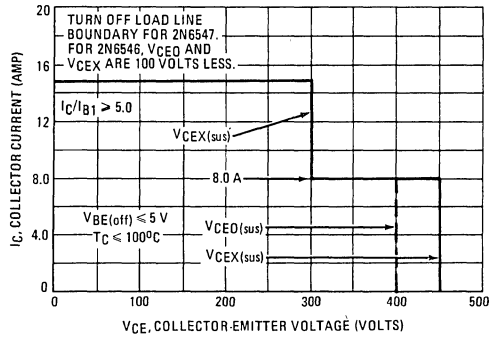 20
TURN OFF LOAD LINE
BOUNDARY FOR 2N6547.
FOR 2N6546, VCEO AND
VCEX ARE 100 VOLTS LESS.
16
IC/IB1 ≥ 5.0
12
VCEX(sus)
8.0 A
8.0
VBE(off) ≤ 5 V
TC ≤ 100°C
VCEO(sus)
4.0
VCEX(sus)
0
0 100 200 300 400 500
IC, COLLECTOR CURRENT (AMP)
VCE, COLLECTOR-EMITTER VOLTAGE (VOLTS)